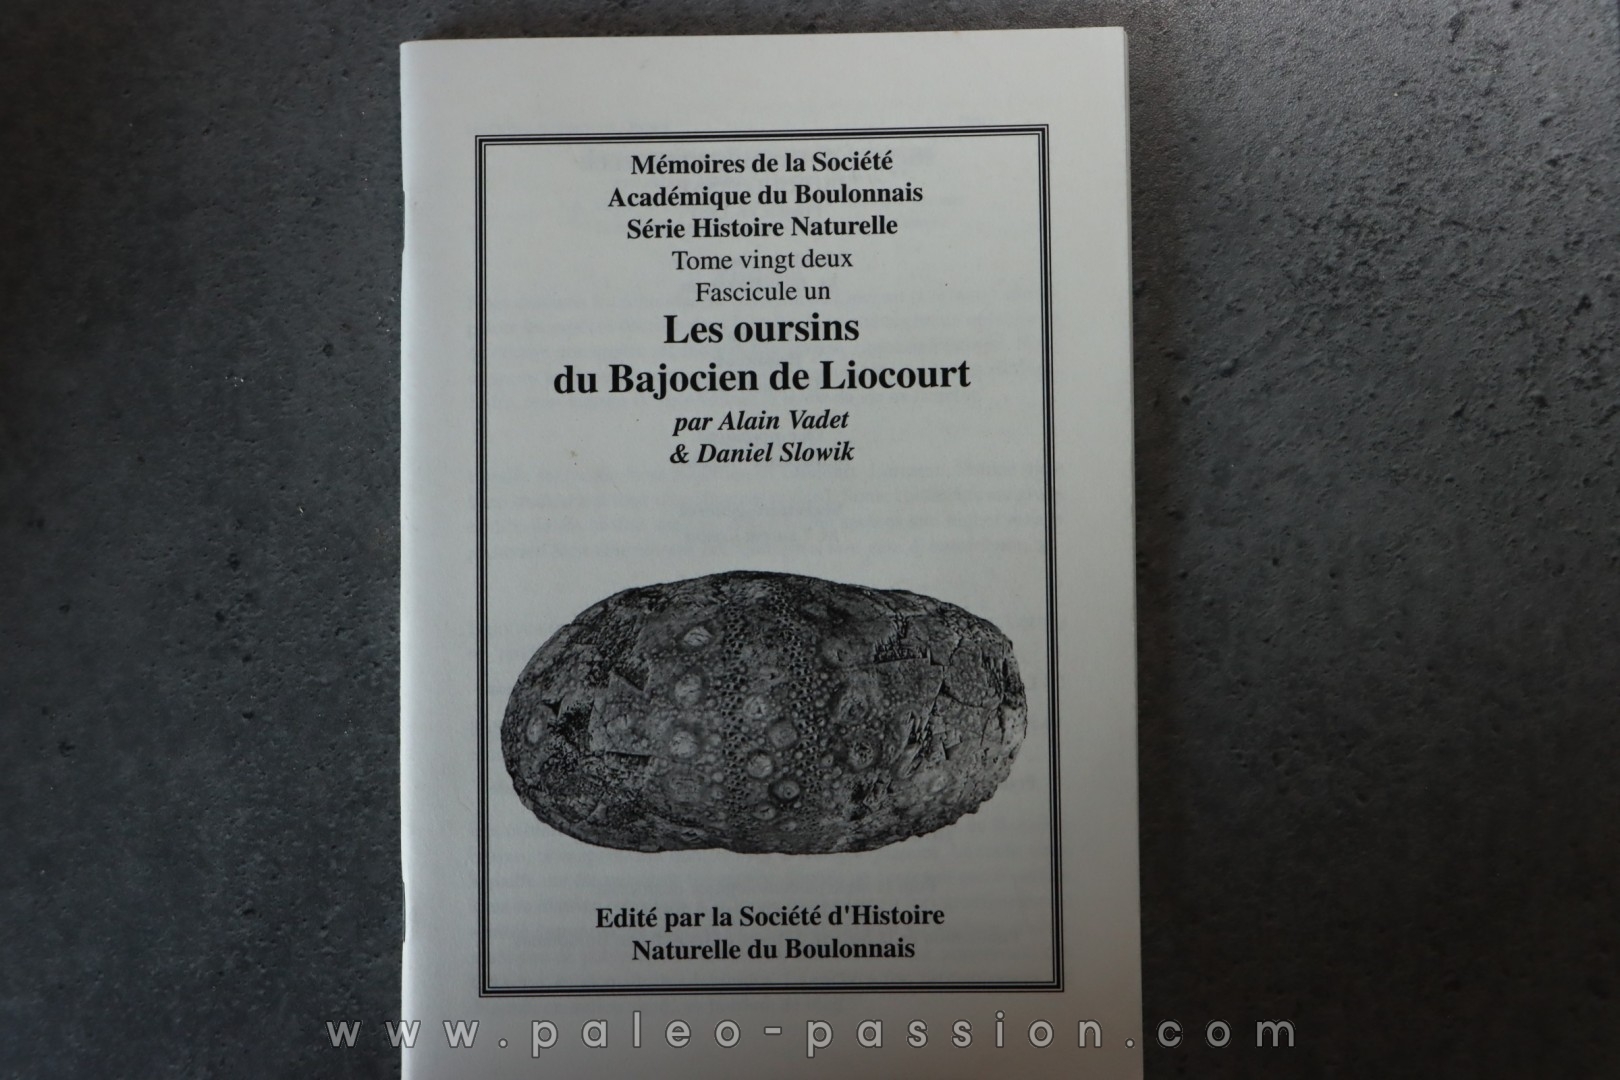 Mémoires de la Société
Académique du Boulonnais
Série Histoire Naturelle
Tome vingt deux
Fascicule un
Les oursins
du Bajocien de Liocourt
par Alain Vadet
& Daniel Slowik
Edité par la Société d'Histoire
Naturelle du Boulonnais
www.paleo-passion.com